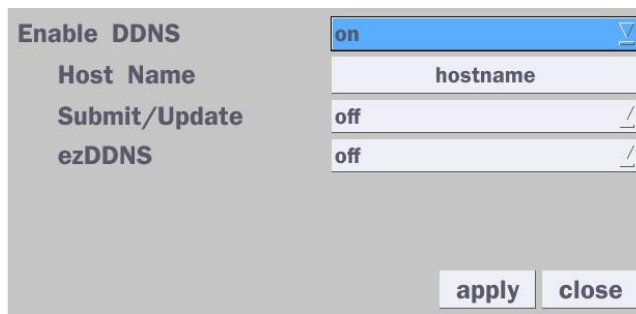 Enable DDNS on
Host Name hostname
Submit/Update off
ezDDNS off
apply close